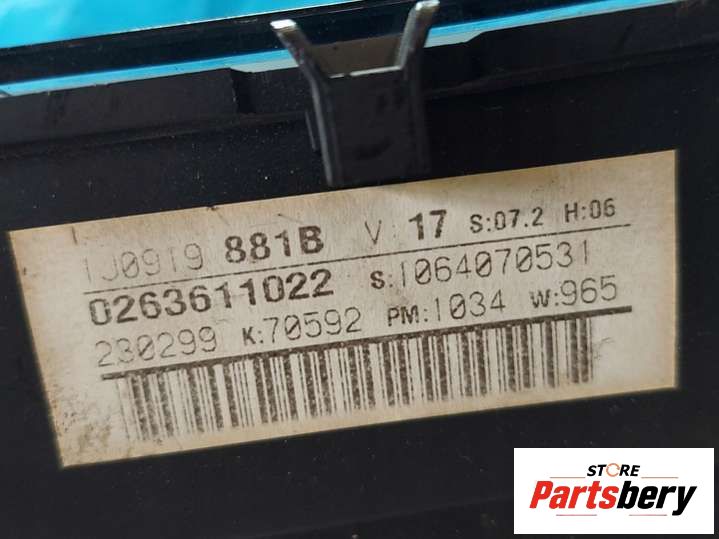 1J0919 881B V 17 S:07.2 H:06
0263611022 S:1064070531
230299 K:70592 PM:1034 W:965
STORE
Partsbery